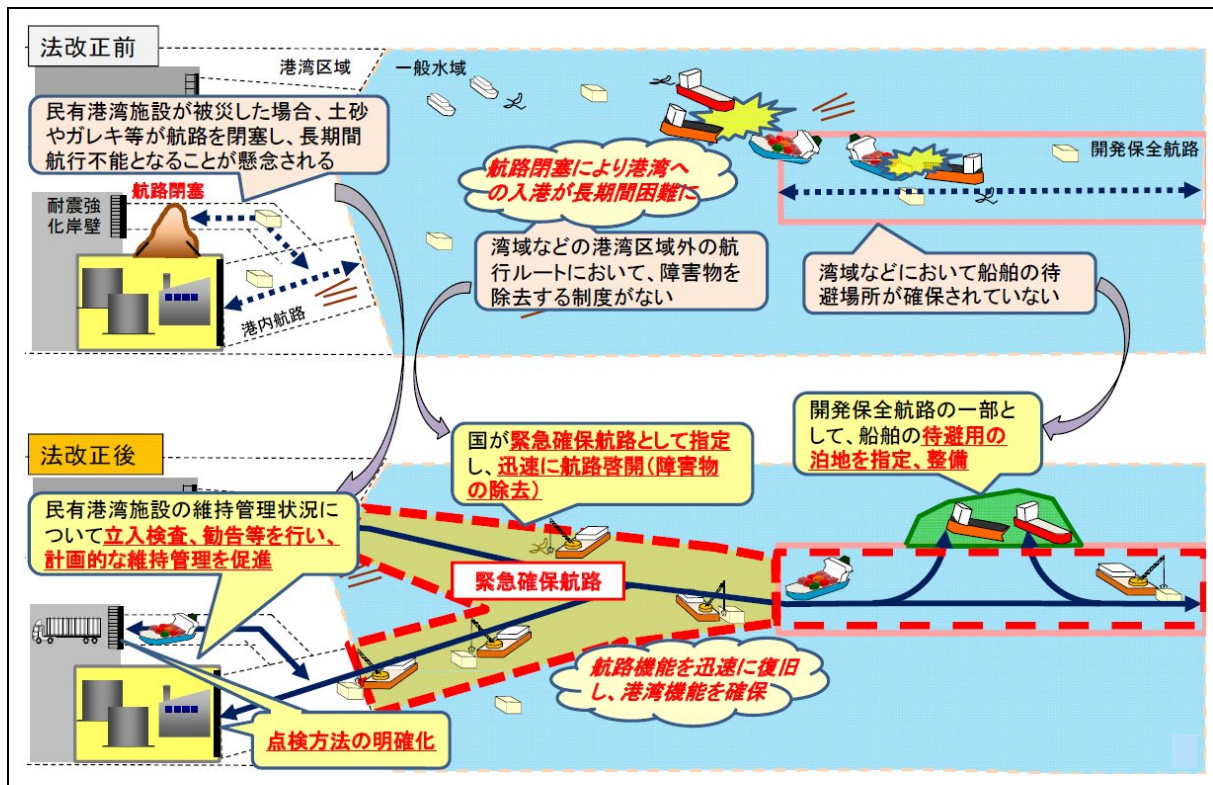 法改正前
港湾区域
一般水域
民有港湾施設が被災した場合、土砂
やガレキ等が航路を閉塞し、長期間
航行不能となることが懸念される
航路閉塞により港湾へ
の入港が長期間困難に
開発保全航路
耐震強
化岸壁
航路閉塞
湾域などの港湾区域外の航
行ルートにおいて、障害物を
除去する制度がない
湾域などにおいて船舶の待
避場所が確保されていない
港内航路
法改正後
国が緊急確保航路として指定
し、迅速に航路啓開(障害物
の除去)
開発保全航路の一部と
して、船舶の待避用の
泊地を指定、整備
民有港湾施設の維持管理状況に
ついて立入検査、勧告等を行い、
計画的な維持管理を促進
緊急確保航路
航路機能を迅速に復旧
し、港湾機能を確保
点検方法の明確化